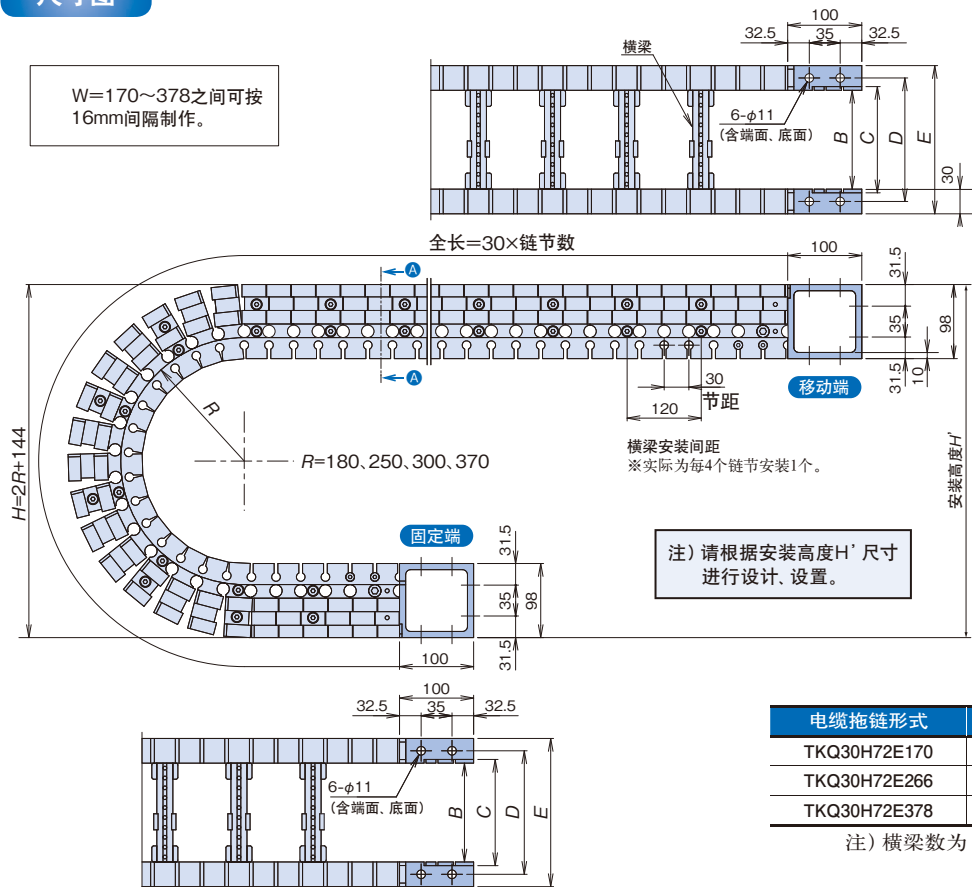 尺寸图
W=170～378之间可按
16mm间隔制作。
100
32.5
35
32.5
横梁
6-φ11
(含端面、底面)
B
C
D
E
30
全长=30×链节数
100
A
A
31.5
35
31.5
98
10
移动端
30
节距
120
横梁安装间距
※实际为每4个链节安装1个。
R
R=180、250、300、370
H=2R+144
安装高度H'
固定端
31.5
35
31.5
98
100
注）请根据安装高度H’尺寸
进行设计、设置。
100
32.5
35
32.5
6-φ11
(含端面、底面)
B
C
D
E
电缆拖链形式
TKQ30H72E170
TKQ30H72E266
TKQ30H72E378
注）横梁数为